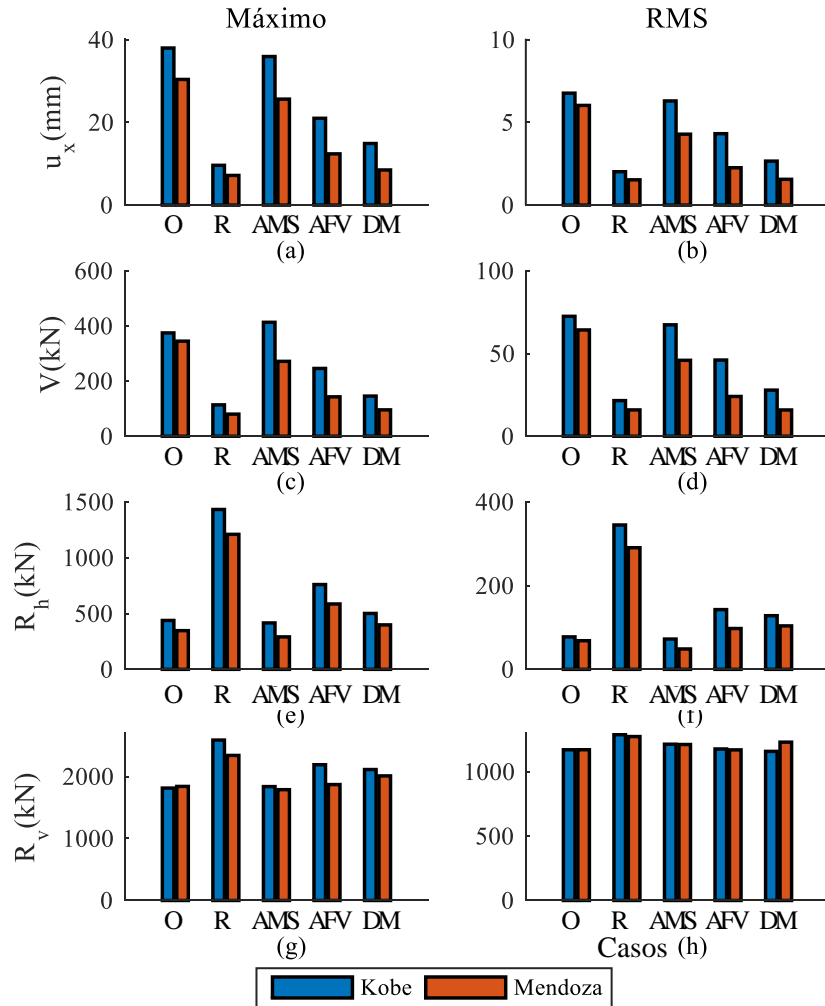 Máximo
RMS
u_x(mm)
40
20
0
O R AMS AFV DM
(a)
10
5
0
O R AMS AFV DM
(b)
V(kN)
600
400
200
0
O R AMS AFV DM
(c)
100
50
0
O R AMS AFV DM
(d)
R_h(kN)
1500
1000
500
0
O R AMS AFV DM
(e)
400
200
0
O R AMS AFV DM
(f)
R_v(kN)
2000
1000
0
O R AMS AFV DM
(g)
1000
500
0
O R AMS AFV DM
Casos (h)
Kobe Mendoza